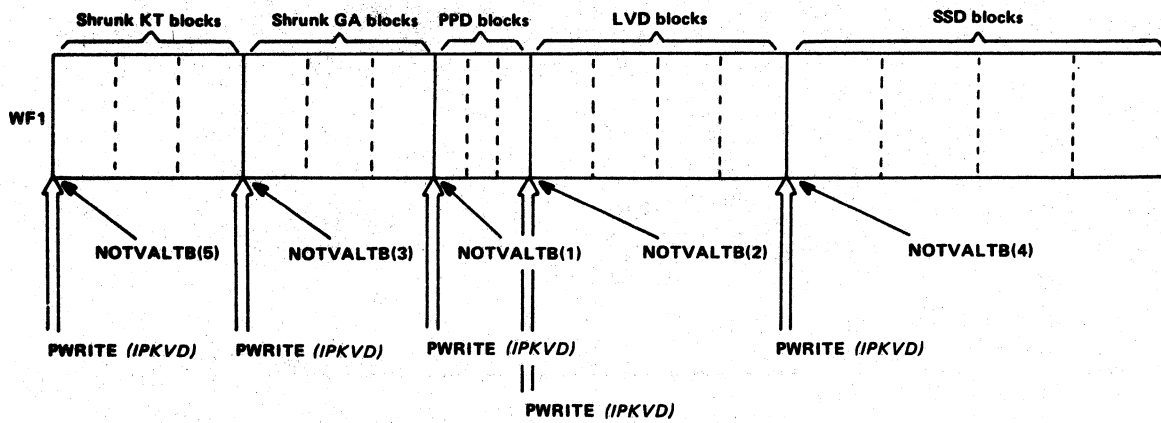 Shrunk KT blocks Shrunk GA blocks PPD blocks LVD blocks SSD blocks
WF1
NOTVALTB(5) NOTVALTB(3) NOTVALTB(1) NOTVALTB(2) NOTVALTB(4)
PWRITE (IPKVD) PWRITE (IPKVD) PWRITE (IPKVD) PWRITE (IPKVD)
PWRITE (IPKVD)